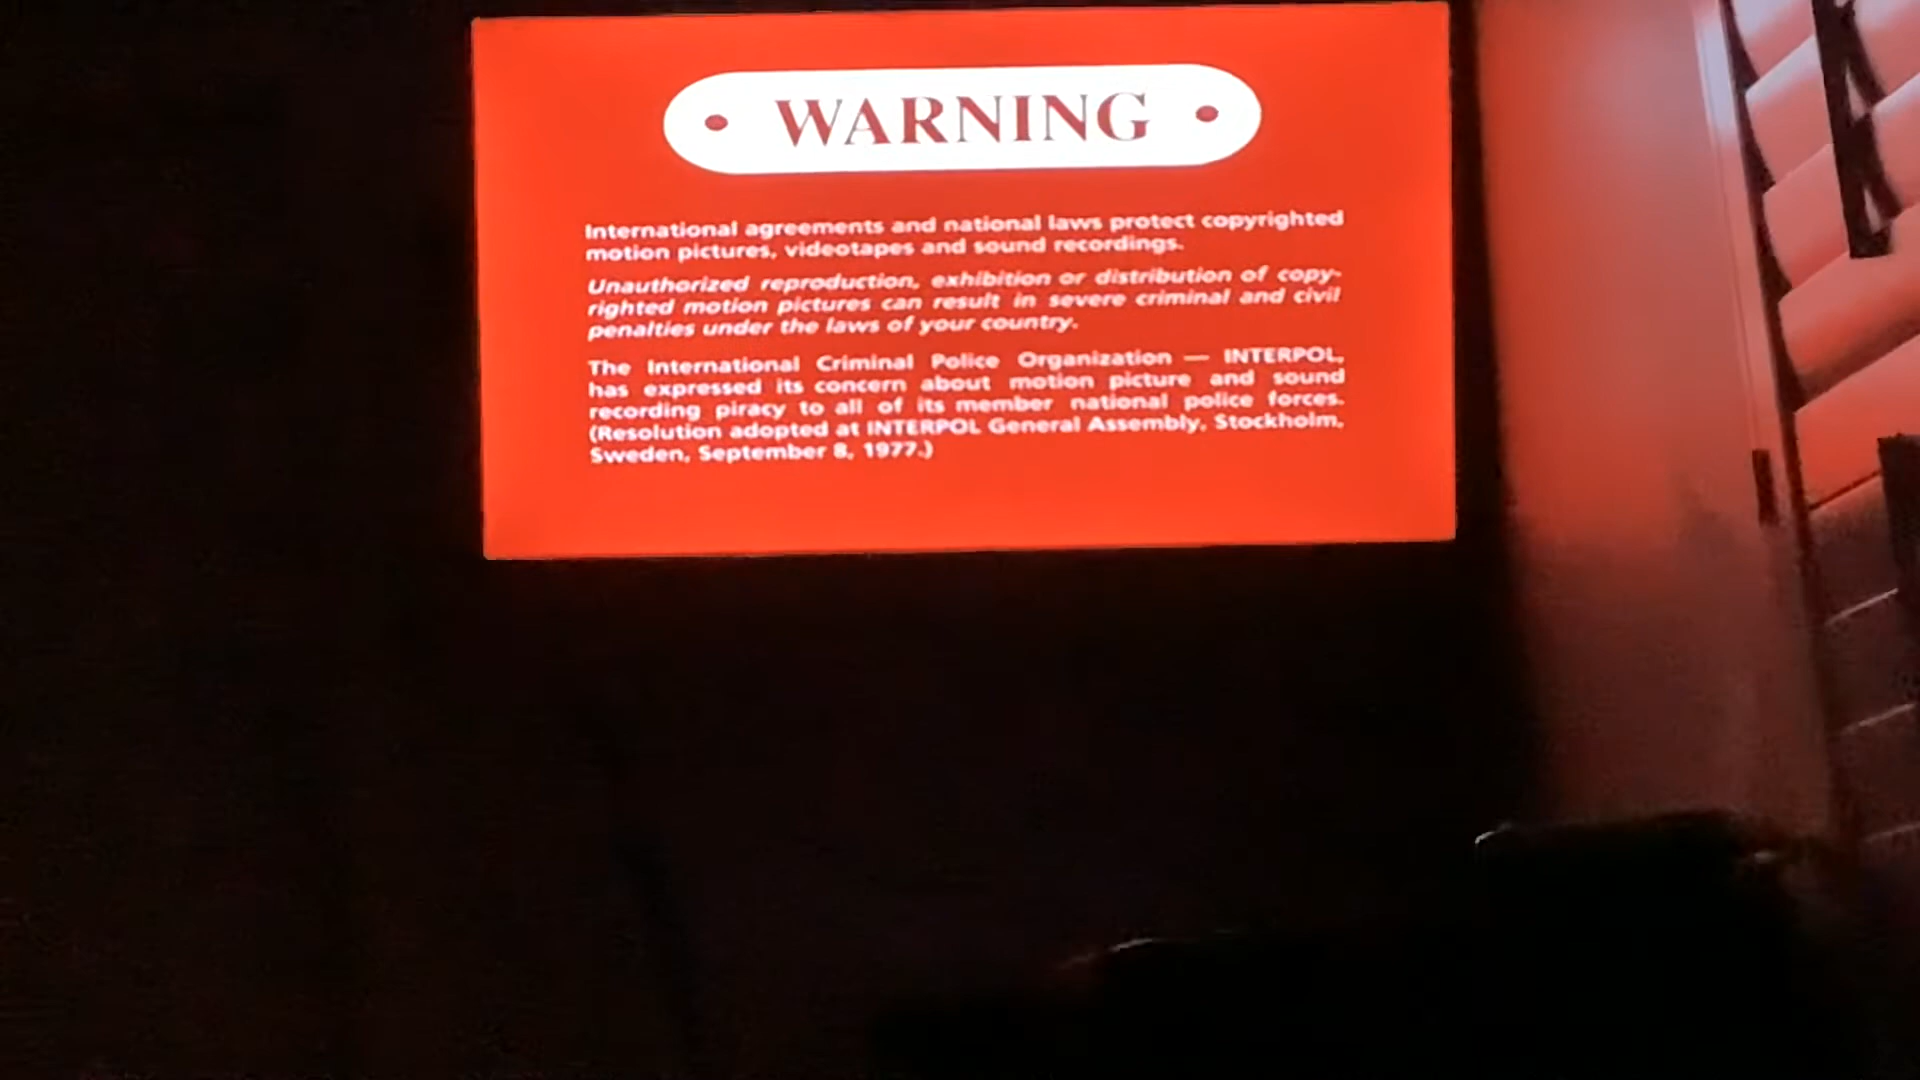 • WARNING •
International agreements and national laws protect copyrighted
motion pictures, videotapes and sound recordings.
Unauthorized reproduction, exhibition or distribution of copy-
righted motion pictures can result in severe criminal and civil
penalties under the laws of your country.
The International Criminal Police Organization — INTERPOL,
has expressed its concern about motion picture and sound
recording piracy to all of its member national police forces.
(Resolution adopted at INTERPOL General Assembly, Stockholm,
Sweden, September 8, 1977.)